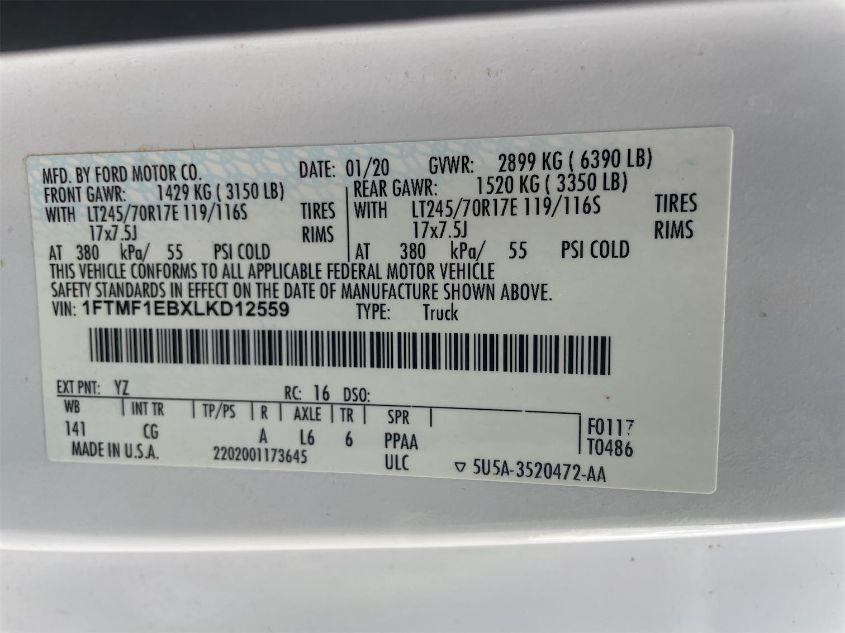 MFD. BY FORD MOTOR CO. DATE: 01/20 GVWR: 2899 KG ( 6390 LB)
FRONT GAWR: 1429 KG ( 3150 LB) REAR GAWR: 1520 KG ( 3350 LB)
WITH LT245/70R17E 119/116S TIRES WITH LT245/70R17E 119/116S TIRES
17x7.5J RIMS 17x7.5J RIMS
AT 380 kPa/ 55 PSI COLD AT 380 kPa/ 55 PSI COLD
THIS VEHICLE CONFORMS TO ALL APPLICABLE FEDERAL MOTOR VEHICLE
SAFETY STANDARDS IN EFFECT ON THE DATE OF MANUFACTURE SHOWN ABOVE.
VIN: 1FTMF1EBXLKD12559 TYPE: Truck
EXT PNT: YZ RC: 16 DSO:
WB INT TR TP/PS R AXLE TR SPR F0117
141 CG A L6 6 PPAA T0486
MADE IN U.S.A. 2202001173645 ULC 5U5A-3520472-AA